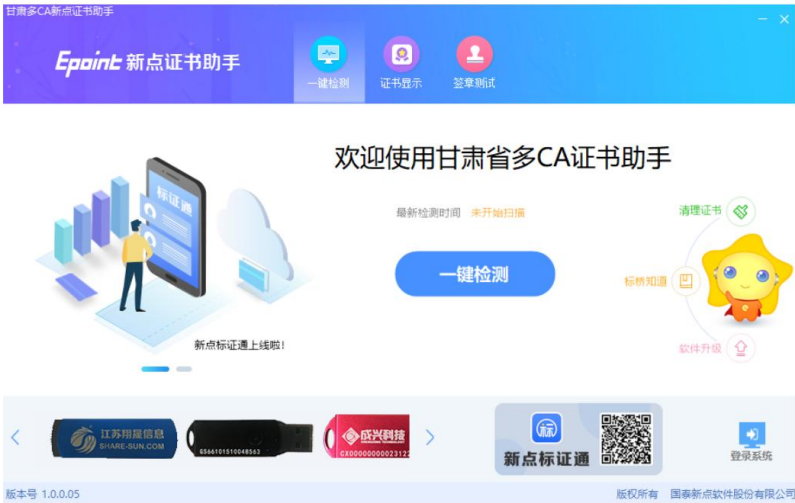 甘肃多CA新点证书助手
Epoint 新点证书助手
一键检测
证书显示
签章测试
欢迎使用甘肃省多CA证书助手
最新检测时间 未开始扫描
一键检测
清理证书
标桥知道
软件升级
标证通
新点标证通上线啦!
江苏翔晟信息
SHARE-SUN.COM
GS66101510048563
成兴科技
CX00000000023123
标
新点标证通
登录系统
版本号 1.0.0.05
版权所有 国泰新点软件股份有限公司